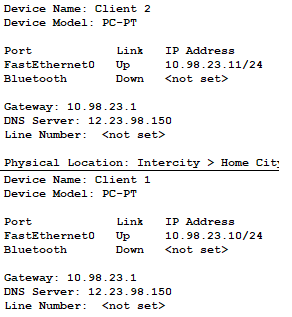 Device Name: Client 2
Device Model: PC-PT
Port Link IP Address
FastEthernet0 Up 10.98.23.11/24
Bluetooth Down <not set>
Gateway: 10.98.23.1
DNS Server: 12.23.98.150
Line Number: <not set>
Physical Location: Intercity > Home City
Device Name: Client 1
Device Model: PC-PT
Port Link IP Address
FastEthernet0 Up 10.98.23.10/24
Bluetooth Down <not set>
Gateway: 10.98.23.1
DNS Server: 12.23.98.150
Line Number: <not set>